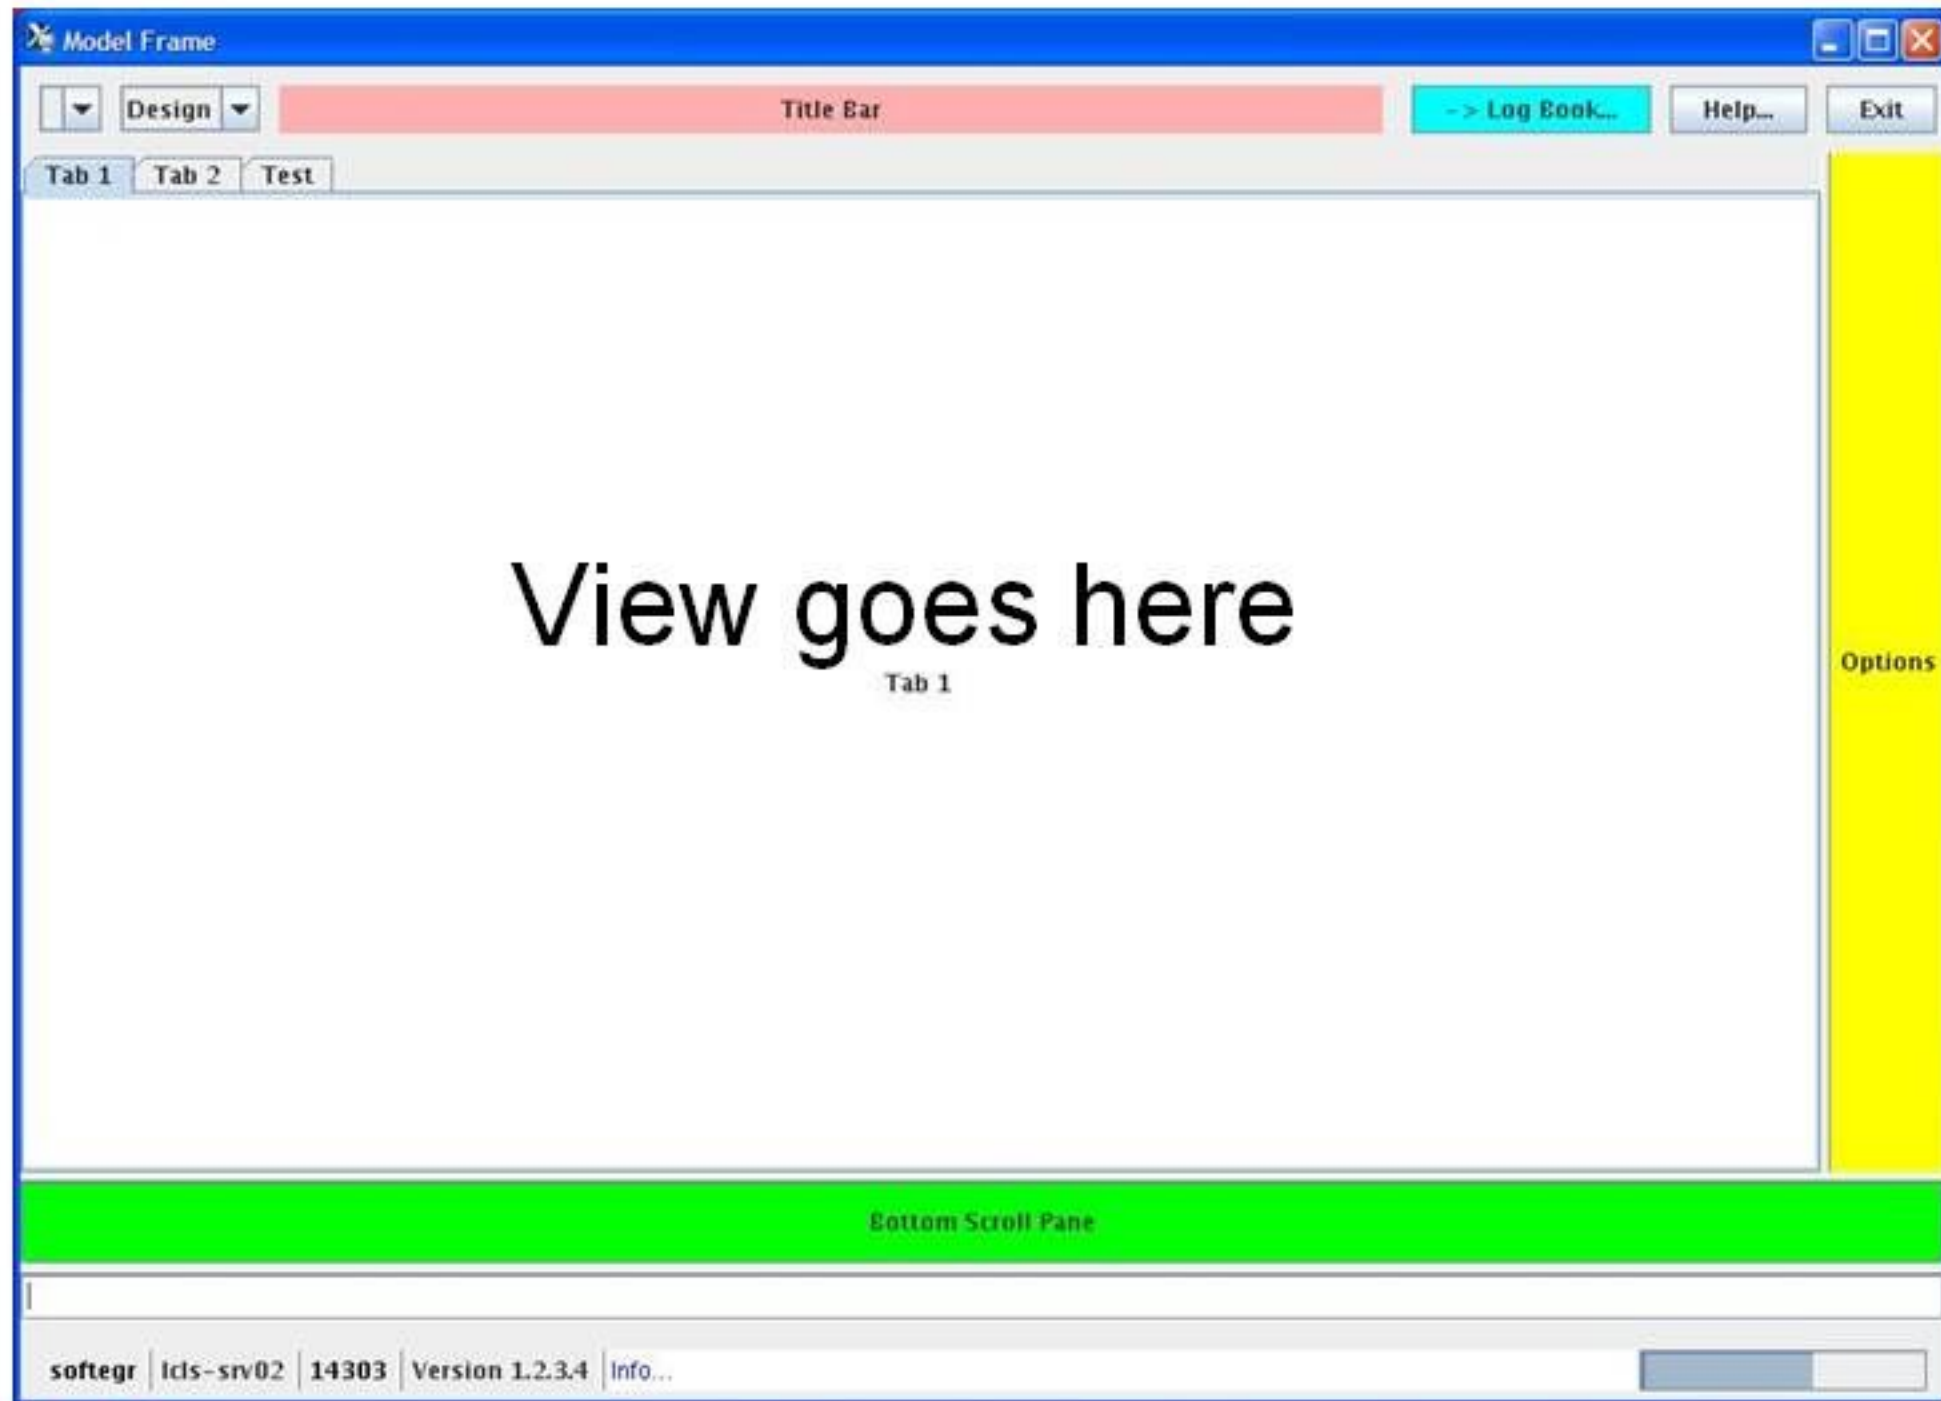 Model Frame
Design Title Bar -> Log Book... Help... Exit
Tab 1 Tab 2 Test
View goes here
Tab 1
Options
Bottom Scroll Pane
softegr lcls-srv02 14303 Version 1.2.3.4 Info...